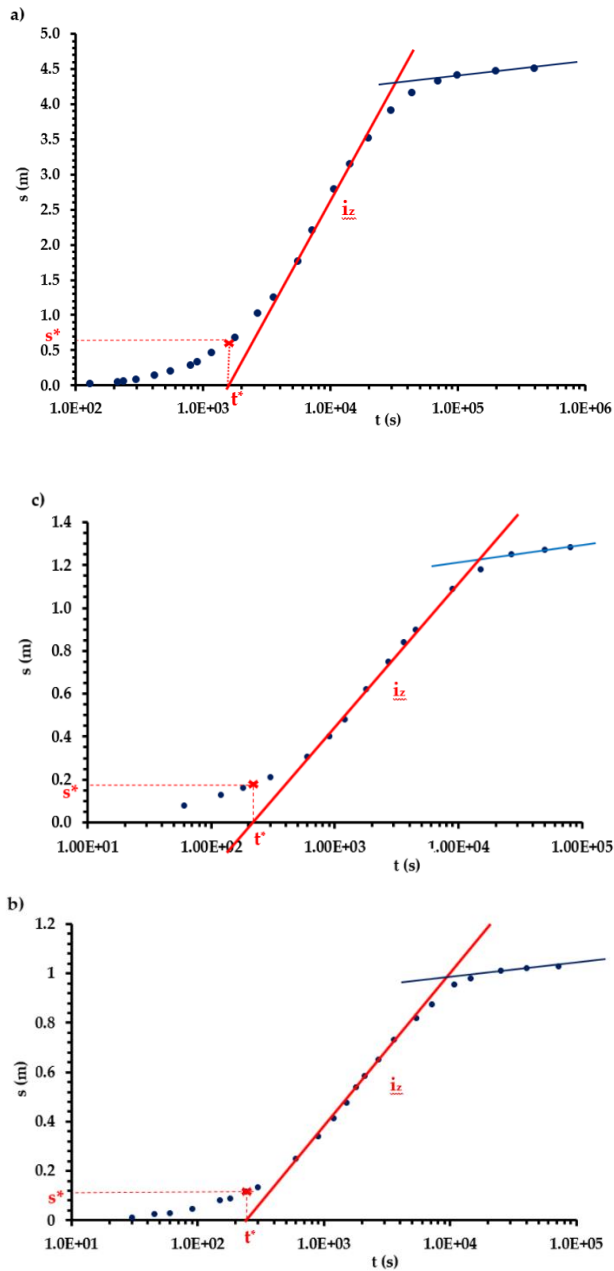 a)
5.0
4.5
4.0
3.5
3.0
2.5
2.0
1.5
1.0
0.5
0.0
s (m)
s*
iz
t*
1.0E+02
1.0E+03
1.0E+04
1.0E+05
1.0E+06
t (s)
c)
1.4
1.2
1.0
0.8
0.6
0.4
0.2
0.0
s (m)
s*
iz
t*
1.00E+01
1.00E+02
1.00E+03
1.00E+04
1.00E+05
t (s)
b)
1.2
1
0.8
0.6
0.4
0.2
0
s (m)
s*
iz
t*
1.0E+01
1.0E+02
1.0E+03
1.0E+04
1.0E+05
t (s)